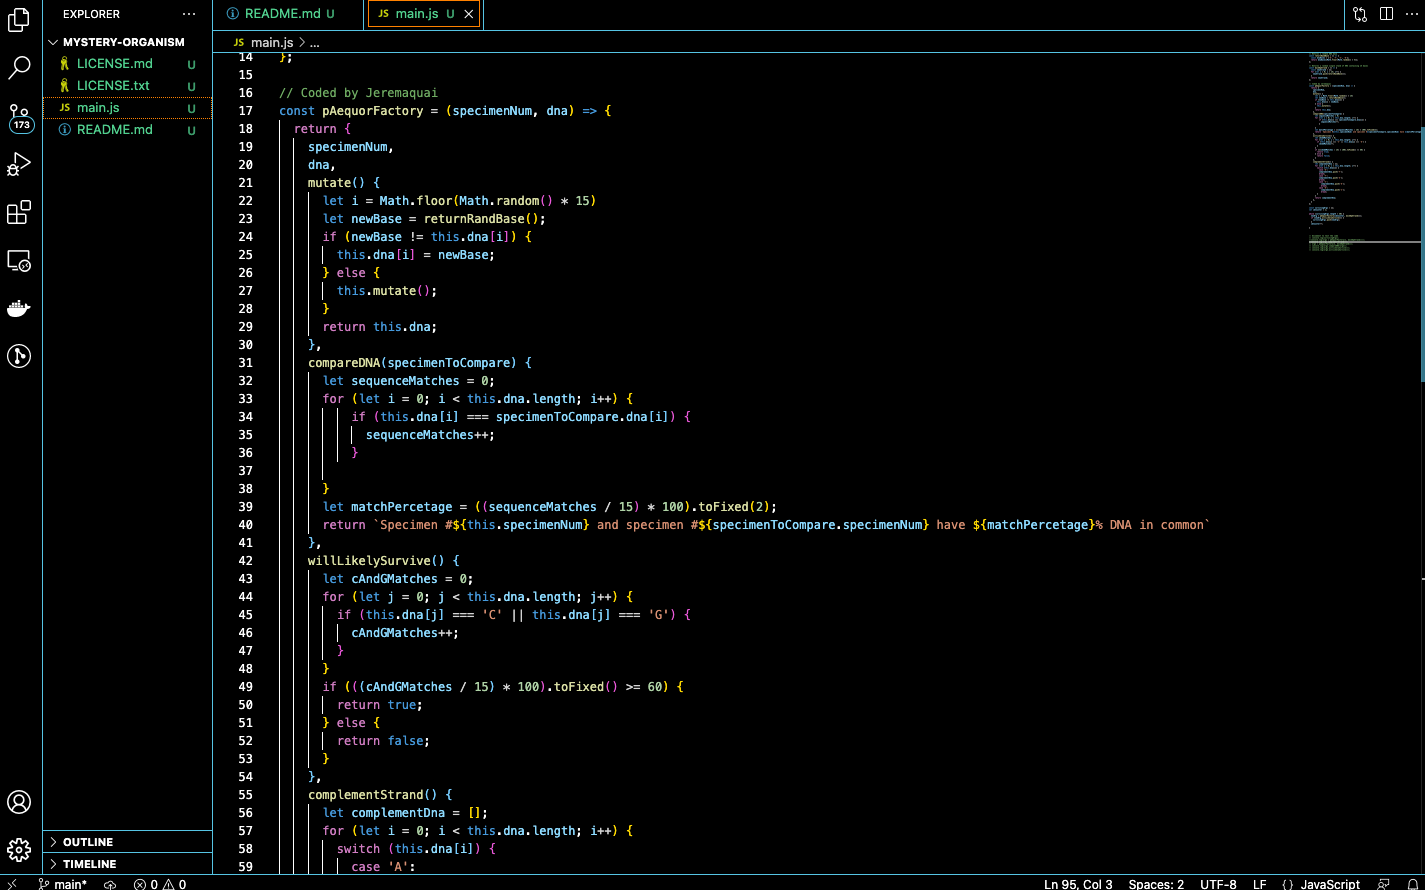 EXPLORER
MYSTERY-ORGANISM
LICENSE.md U
LICENSE.txt U
JS main.js U
README.md U
OUTLINE
TIMELINE
173
README.md U
JS main.js U
JS main.js > ...
14 };
15
16 // Coded by Jeremaquai
17 const pAequorFactory = (specimenNum, dna) => {
18 return {
19 specimenNum,
20 dna,
21 mutate() {
22 let i = Math.floor(Math.random() * 15)
23 let newBase = returnRandBase();
24 if (newBase != this.dna[i]) {
25 this.dna[i] = newBase;
26 } else {
27 this.mutate();
28 }
29 return this.dna;
30 },
31 compareDNA(specimenToCompare) {
32 let sequenceMatches = 0;
33 for (let i = 0; i < this.dna.length; i++) {
34 if (this.dna[i] === specimenToCompare.dna[i]) {
35 sequenceMatches++;
36 }
37
38 }
39 let matchPercetage = ((sequenceMatches / 15) * 100).toFixed(2);
40 return `Specimen #${this.specimenNum} and specimen #${specimenToCompare.specimenNum} have ${matchPercetage}% DNA in common`
41 },
42 willLikelySurvive() {
43 let cAndGMatches = 0;
44 for (let j = 0; j < this.dna.length; j++) {
45 if (this.dna[j] === 'C' || this.dna[j] === 'G') {
46 cAndGMatches++;
47 }
48 }
49 if (((cAndGMatches / 15) * 100).toFixed() >= 60) {
50 return true;
51 } else {
52 return false;
53 }
54 },
55 complementStrand() {
56 let complementDna = [];
57 for (let i = 0; i < this.dna.length; i++) {
58 switch (this.dna[i]) {
59 case 'A':
main* 0 0 Ln 95, Col 3 Spaces: 2 UTF-8 LF {} JavaScript